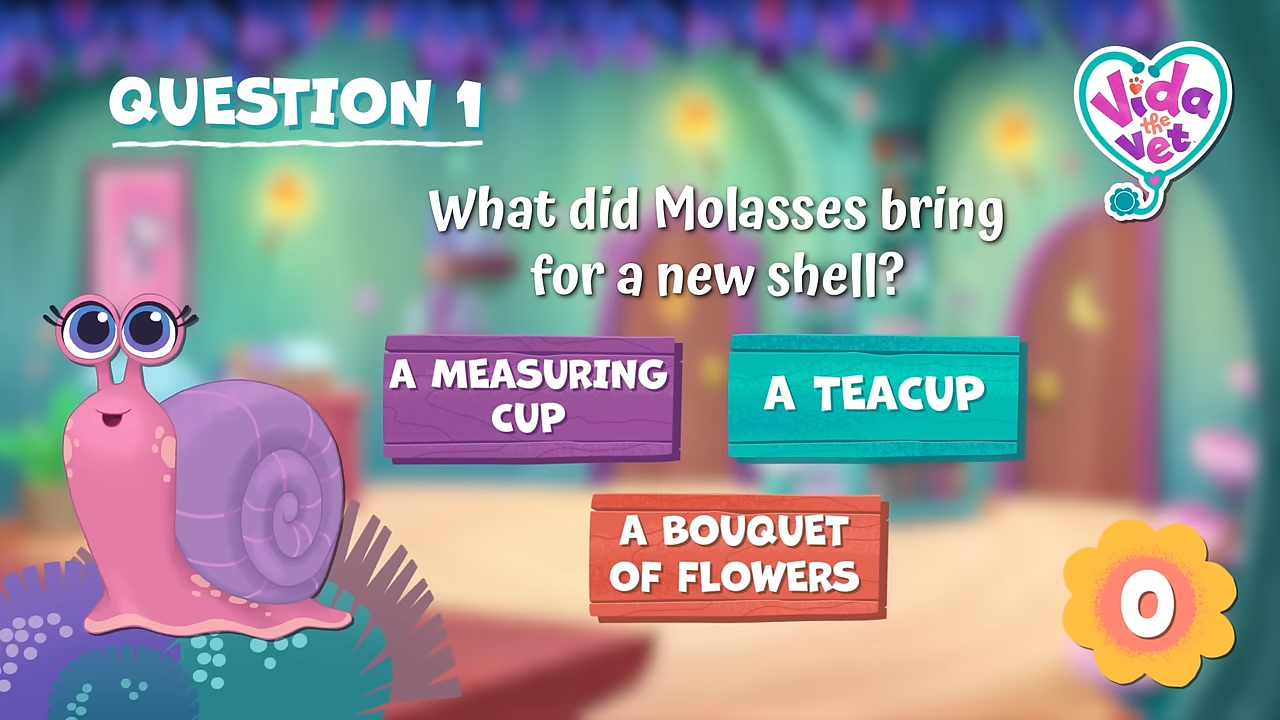 QUESTION 1
Vida
the
vet
What did Molasses bring
for a new shell?
A MEASURING
CUP
A TEACUP
A BOUQUET
OF FLOWERS
0